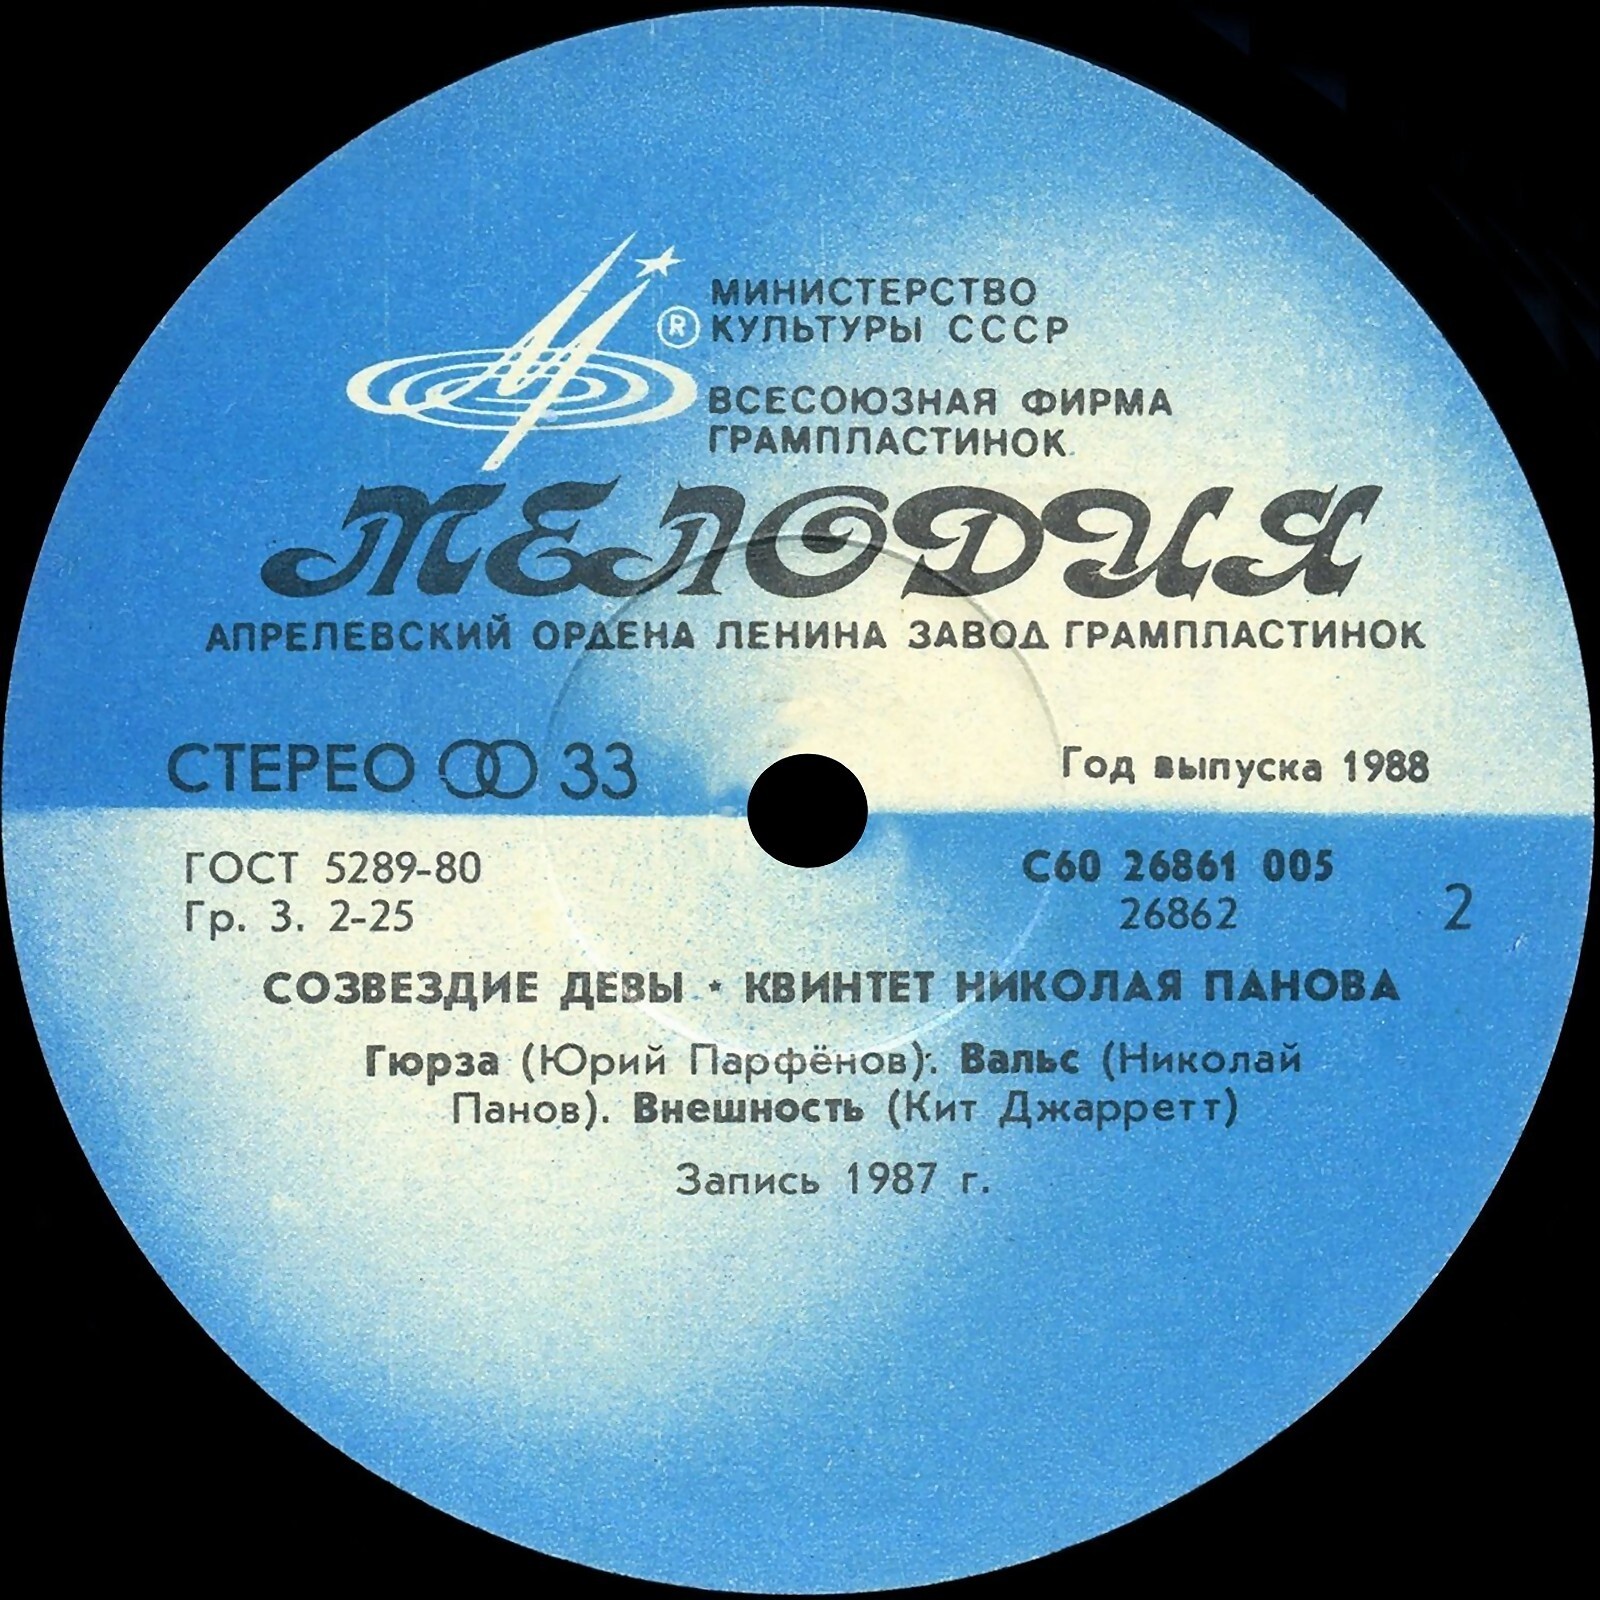 МИНИСТЕРСТВО
КУЛЬТУРЫ СССР
®
ВСЕСОЮЗНАЯ ФИРМА
ГРАМПЛАСТИНОК
МЕЛОДИЯ
АПРЕЛЕВСКИЙ ОРДЕНА ЛЕНИНА ЗАВОД ГРАМПЛАСТИНОК
СТЕРЕО 33
Год выпуска 1988
ГОСТ 5289-80
Гр. 3. 2-25
С60 26861 005
26862
2
СОЗВЕЗДИЕ ДЕВЫ · КВИНТЕТ НИКОЛАЯ ПАНОВА
Гюрза (Юрий Парфёнов). Вальс (Николай
Панов). Внешность (Кит Джарретт)
Запись 1987 г.